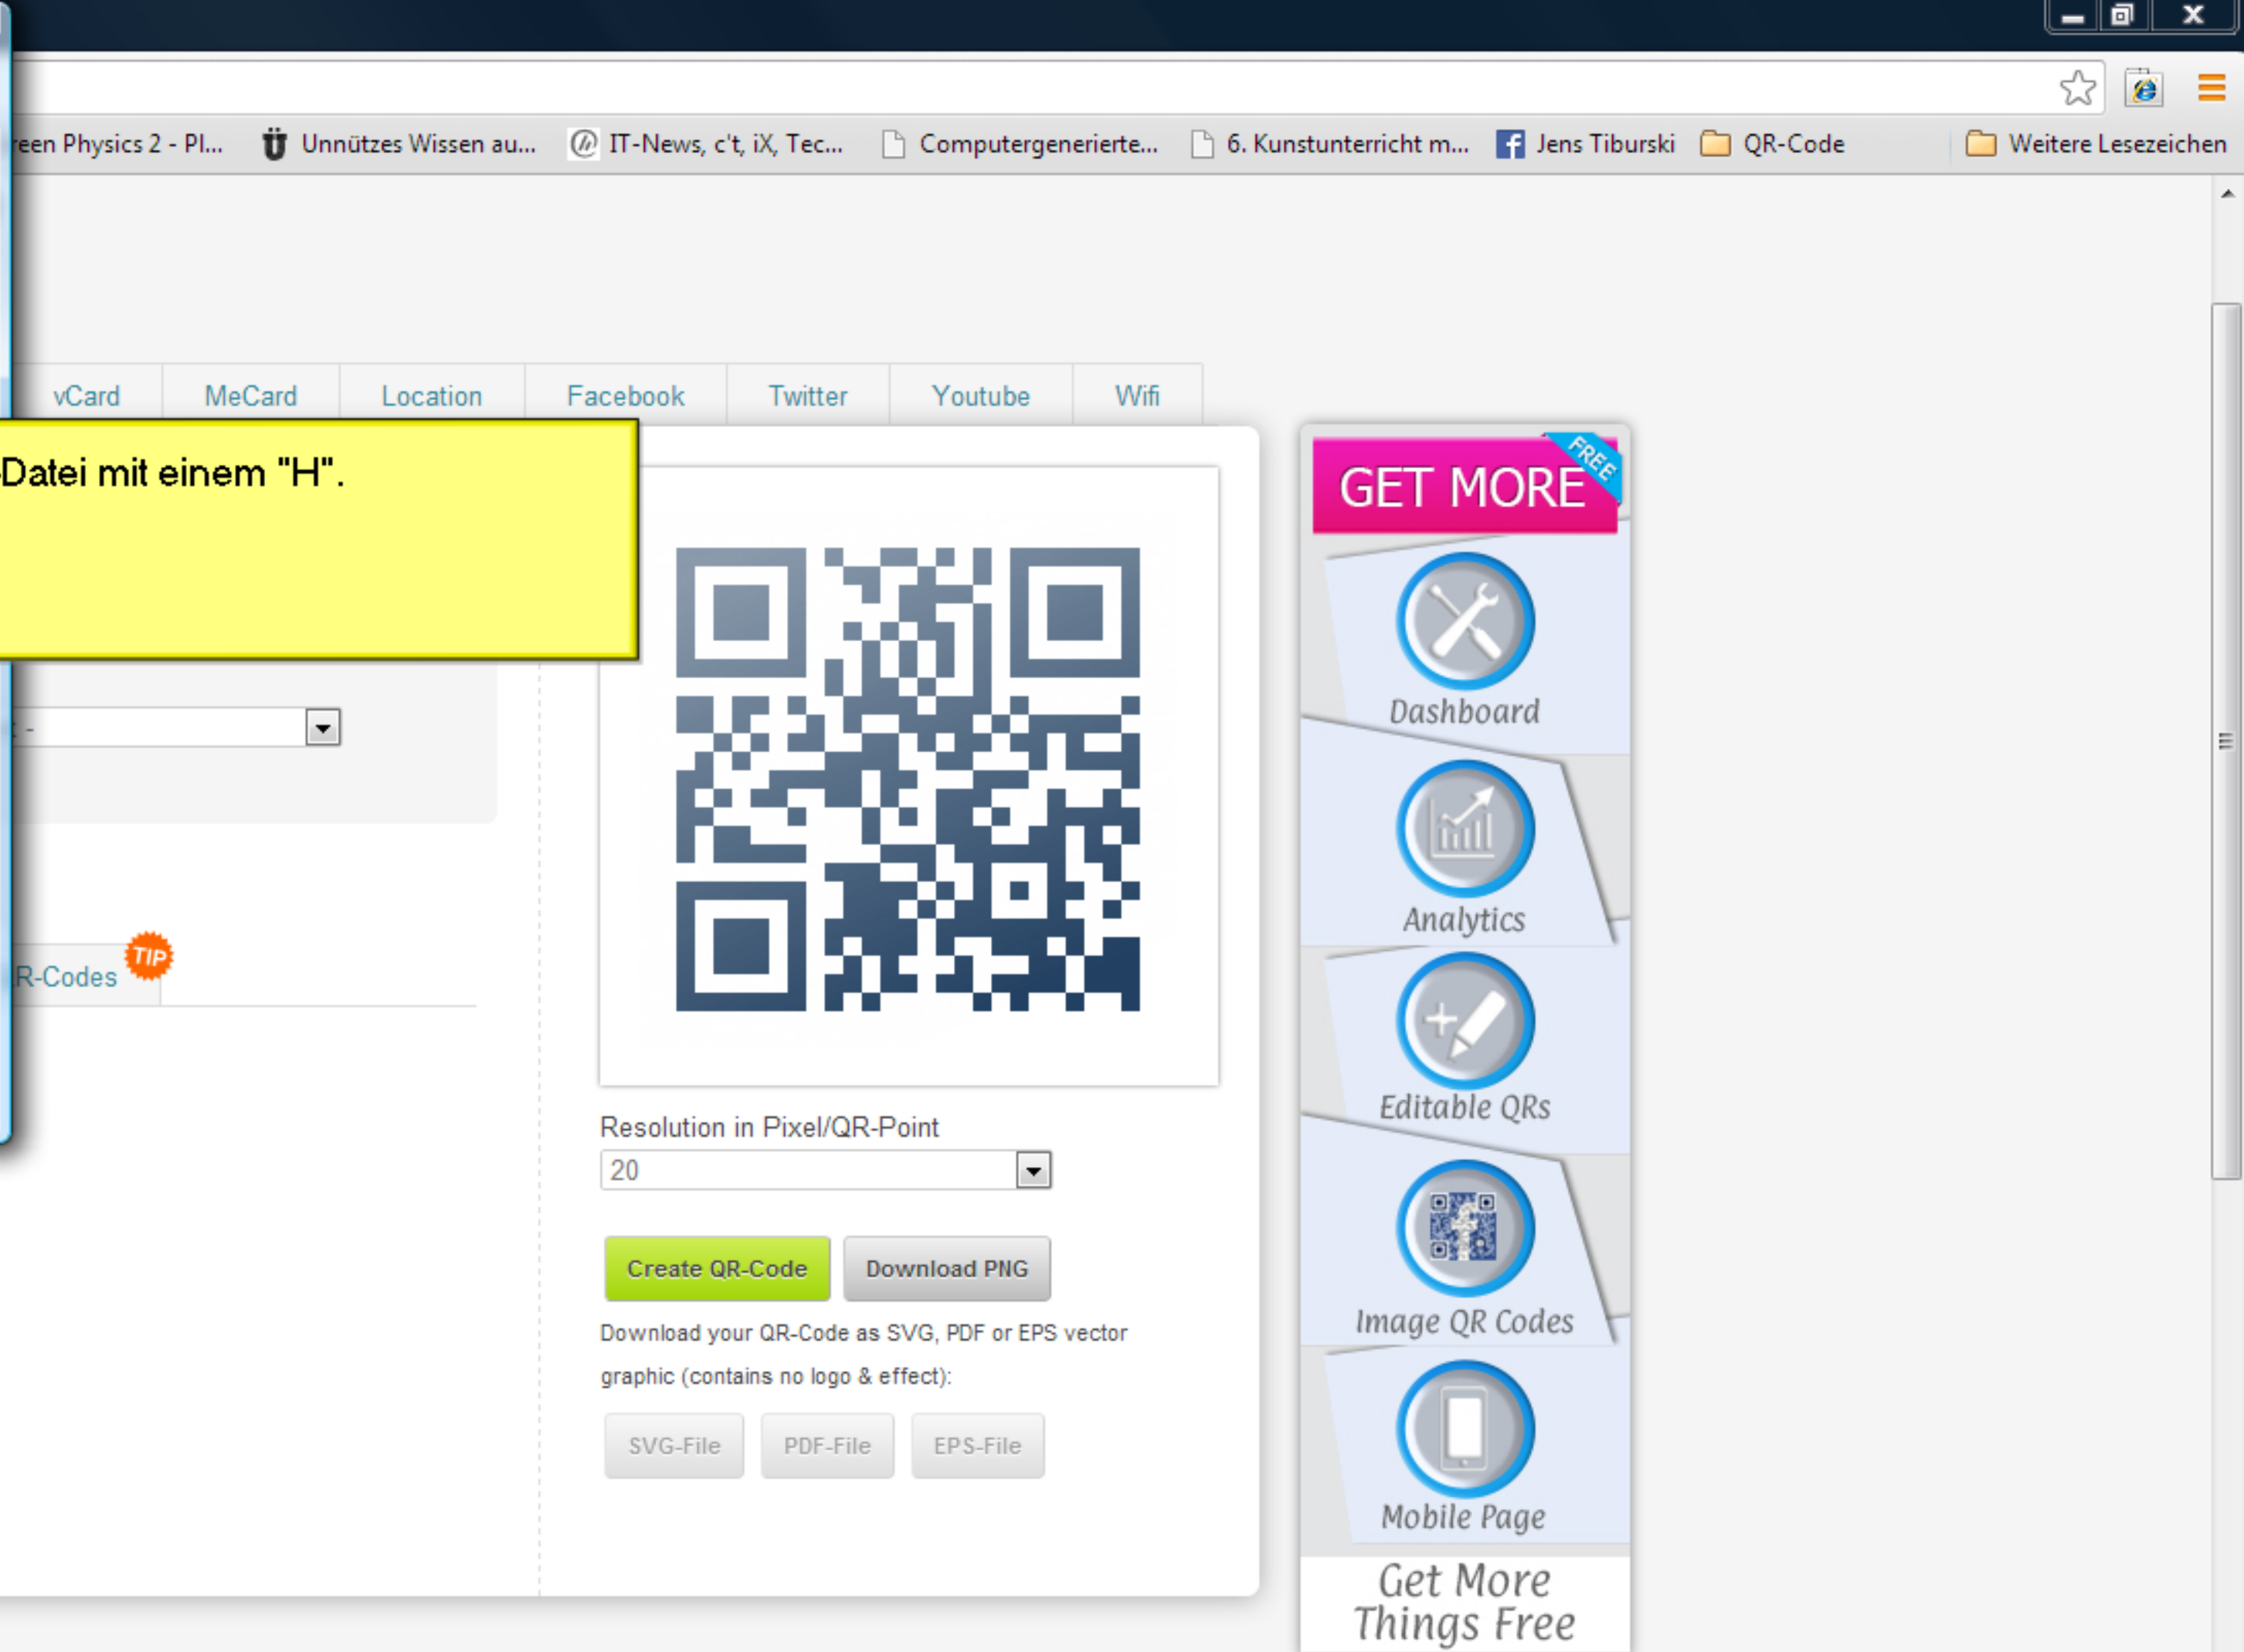 reen Physics 2 - Pl... Unnützes Wissen au... IT-News, c't, iX, Tec... Computergenerierte... 6. Kunstunterricht m... Jens Tiburski QR-Code Weitere Lesezeichen
vCard MeCard Location Facebook Twitter Youtube Wifi
Datei mit einem "H".
GET MORE
FREE
Dashboard
Analytics
R-Codes TIP
Editable QRs
Resolution in Pixel/QR-Point
20
Create QR-Code Download PNG
Download your QR-Code as SVG, PDF or EPS vector
graphic (contains no logo & effect):
SVG-File PDF-File EPS-File
Image QR Codes
Mobile Page
Get More
Things Free